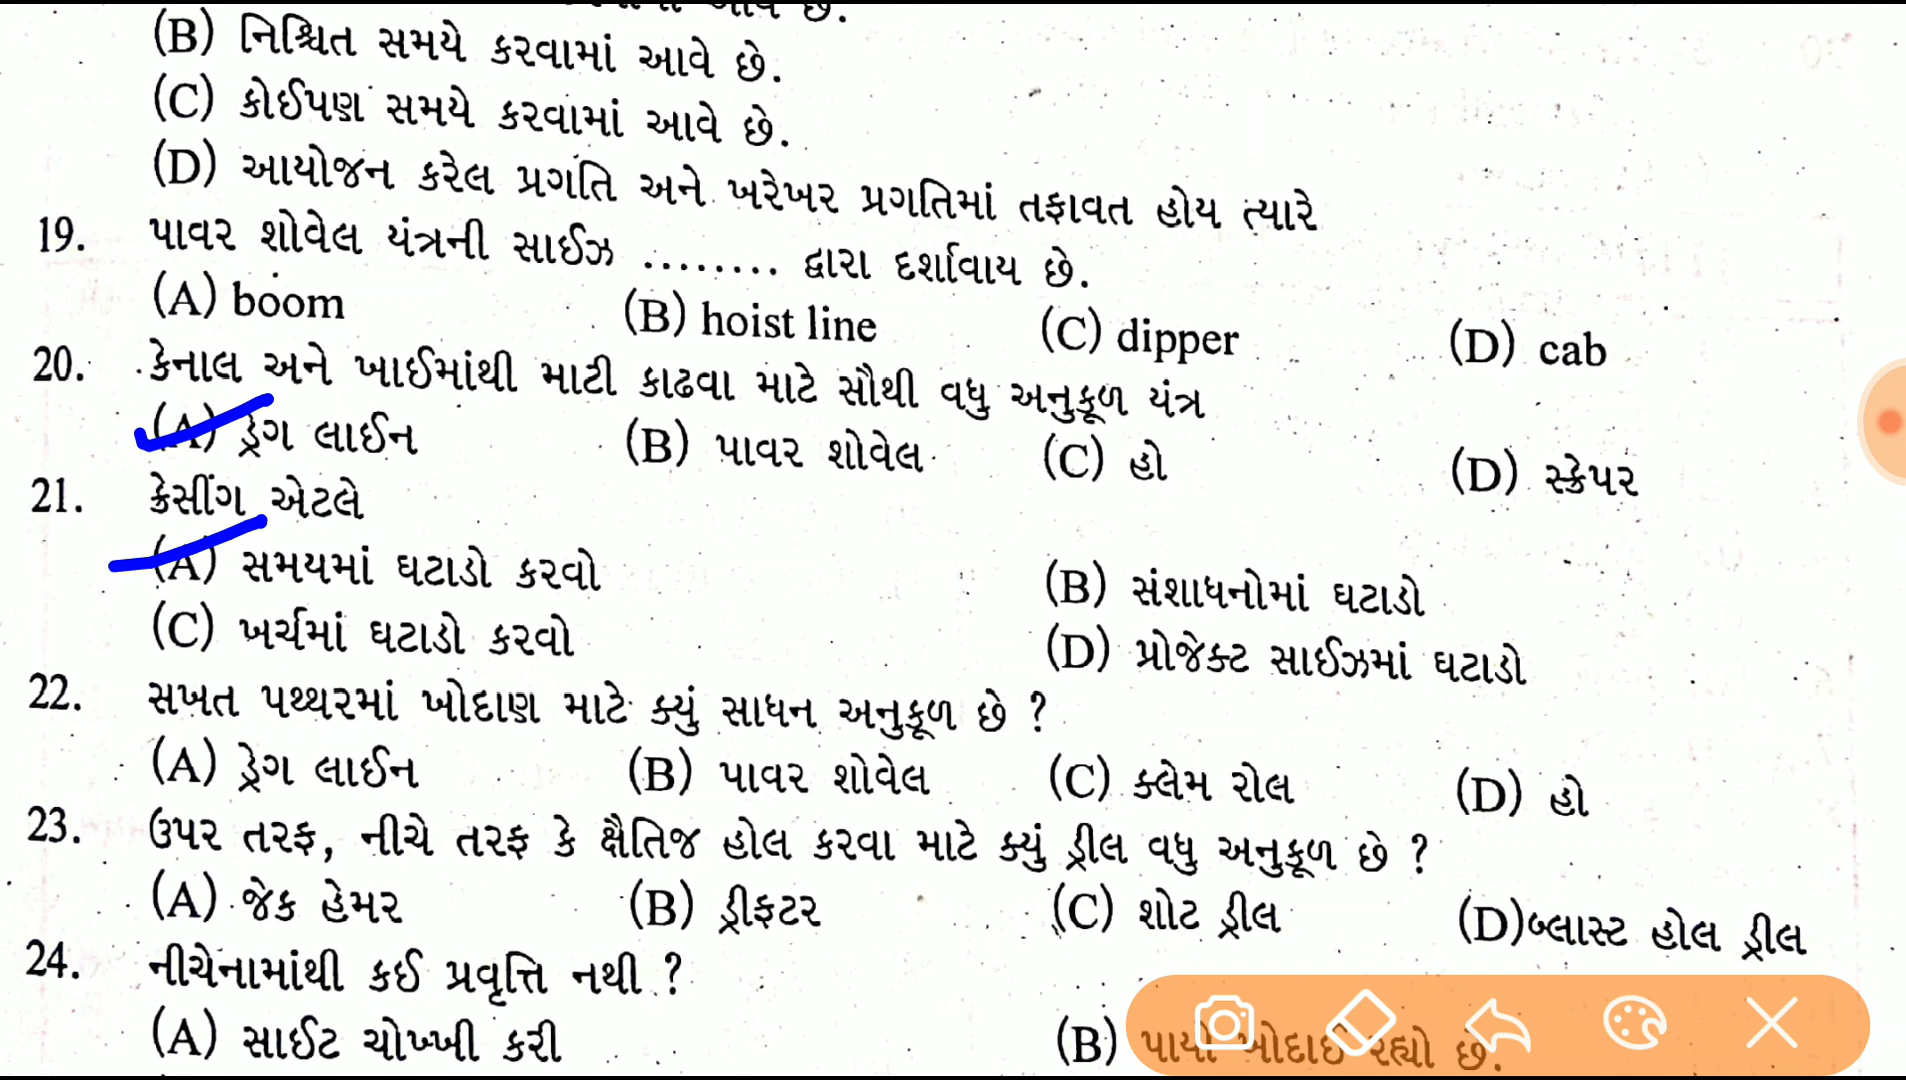 (B) નિશ્ચિત સમયે કરવામાં આવે છે.
(C) કોઈપણ સમયે કરવામાં આવે છે.
(D) આયોજન કરેલ પ્રગતિ અને ખરેખર પ્રગતિમાં તફાવત હોય ત્યારે
19. પાવર શોવેલ યંત્રની સાઈઝ ........ દ્વારા દર્શાવાય છે.
(A) boom (B) hoist line (C) dipper (D) cab
20. કેનાલ અને ખાઈમાંથી માટી કાઢવા માટે સૌથી વધુ અનુકૂળ યંત્ર
(A) ડ્રેગ લાઈન (B) પાવર શોવેલ (C) હો (D) સ્ક્રેપર
21. ક્રેસીંગ એટલે
(A) સમયમાં ઘટાડો કરવો (B) સંશાધનોમાં ઘટાડો
(C) ખર્ચમાં ઘટાડો કરવો (D) પ્રોજેક્ટ સાઈઝમાં ઘટાડો
22. સખત પથ્થરમાં ખોદાણ માટે ક્યું સાધન અનુકૂળ છે ?
(A) ડ્રેગ લાઈન (B) પાવર શોવેલ (C) ક્લેમ રોલ (D) હો
23. ઉપર તરફ, નીચે તરફ કે ક્ષૈતિજ હોલ કરવા માટે ક્યું ડ્રીલ વધુ અનુકૂળ છે ?
(A) જેક હેમર (B) ડ્રીફટર (C) શોટ ડ્રીલ (D)બ્લાસ્ટ હોલ ડ્રીલ
24. નીચેનામાંથી કઈ પ્રવૃત્તિ નથી ?
(A) સાઈટ ચોખ્ખી કરી (B) પાયો ખોદાઈ રહ્યો છે.